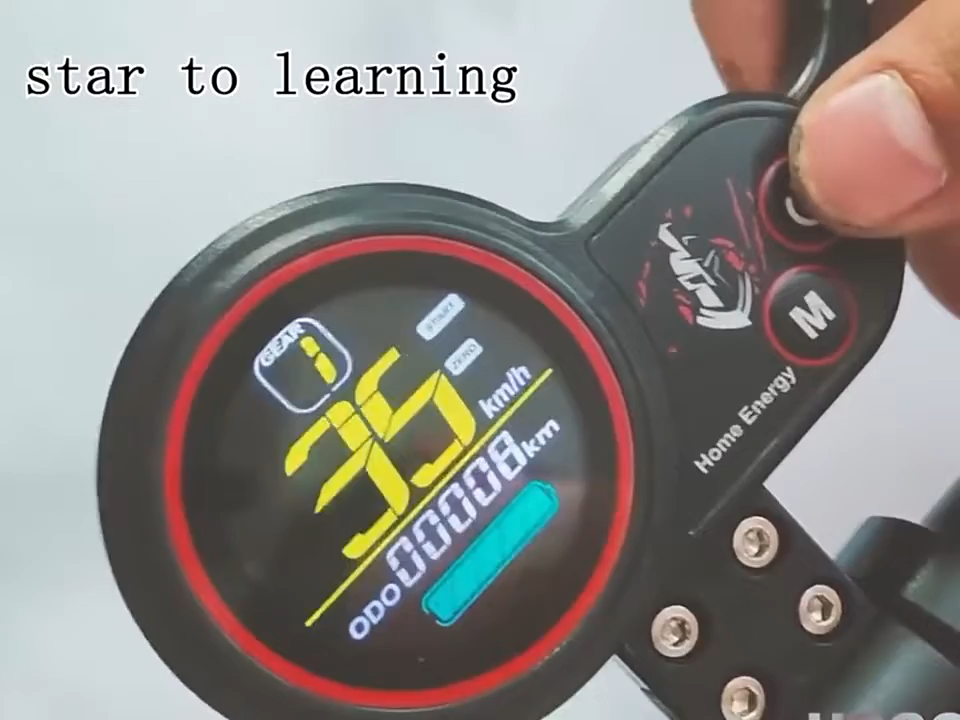 star to learning
GEAR
1
START
ZERO
35
km/h
ODO 00008 km
M
Home Energy